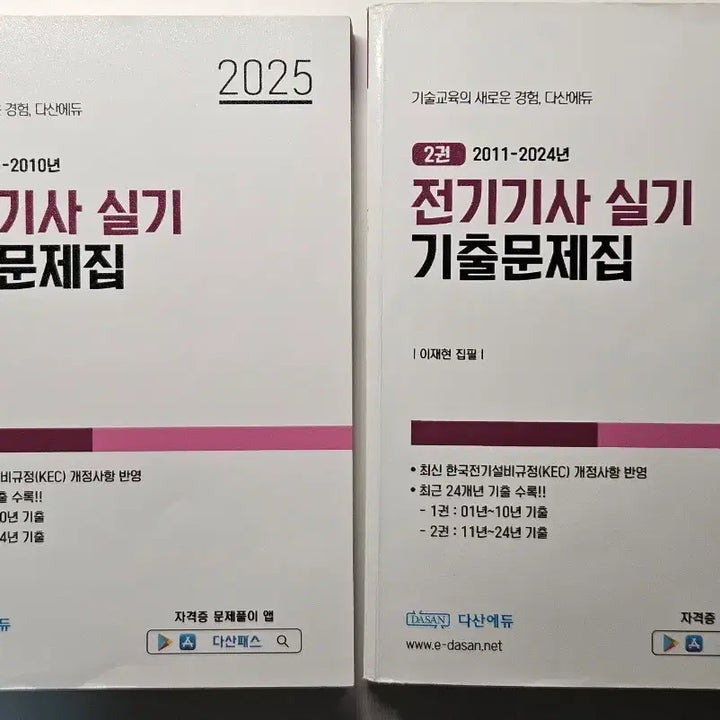 2025
경험, 다산에듀
-2010년
기사 실기
문제집
비규정(KEC) 개정사항 반영
출 수록!!
0년 기출
4년 기출
듀
자격증 문제풀이 앱
다산패스
기술교육의 새로운 경험, 다산에듀
2권 2011-2024년
전기기사 실기
기출문제집
| 이재현 집필 |
• 최신 한국전기설비규정(KEC) 개정사항 반영
• 최근 24개년 기출 수록!!
- 1권 : 01년~10년 기출
- 2권 : 11년~24년 기출
DASAN 다산에듀
www.e-dasan.net
자격증